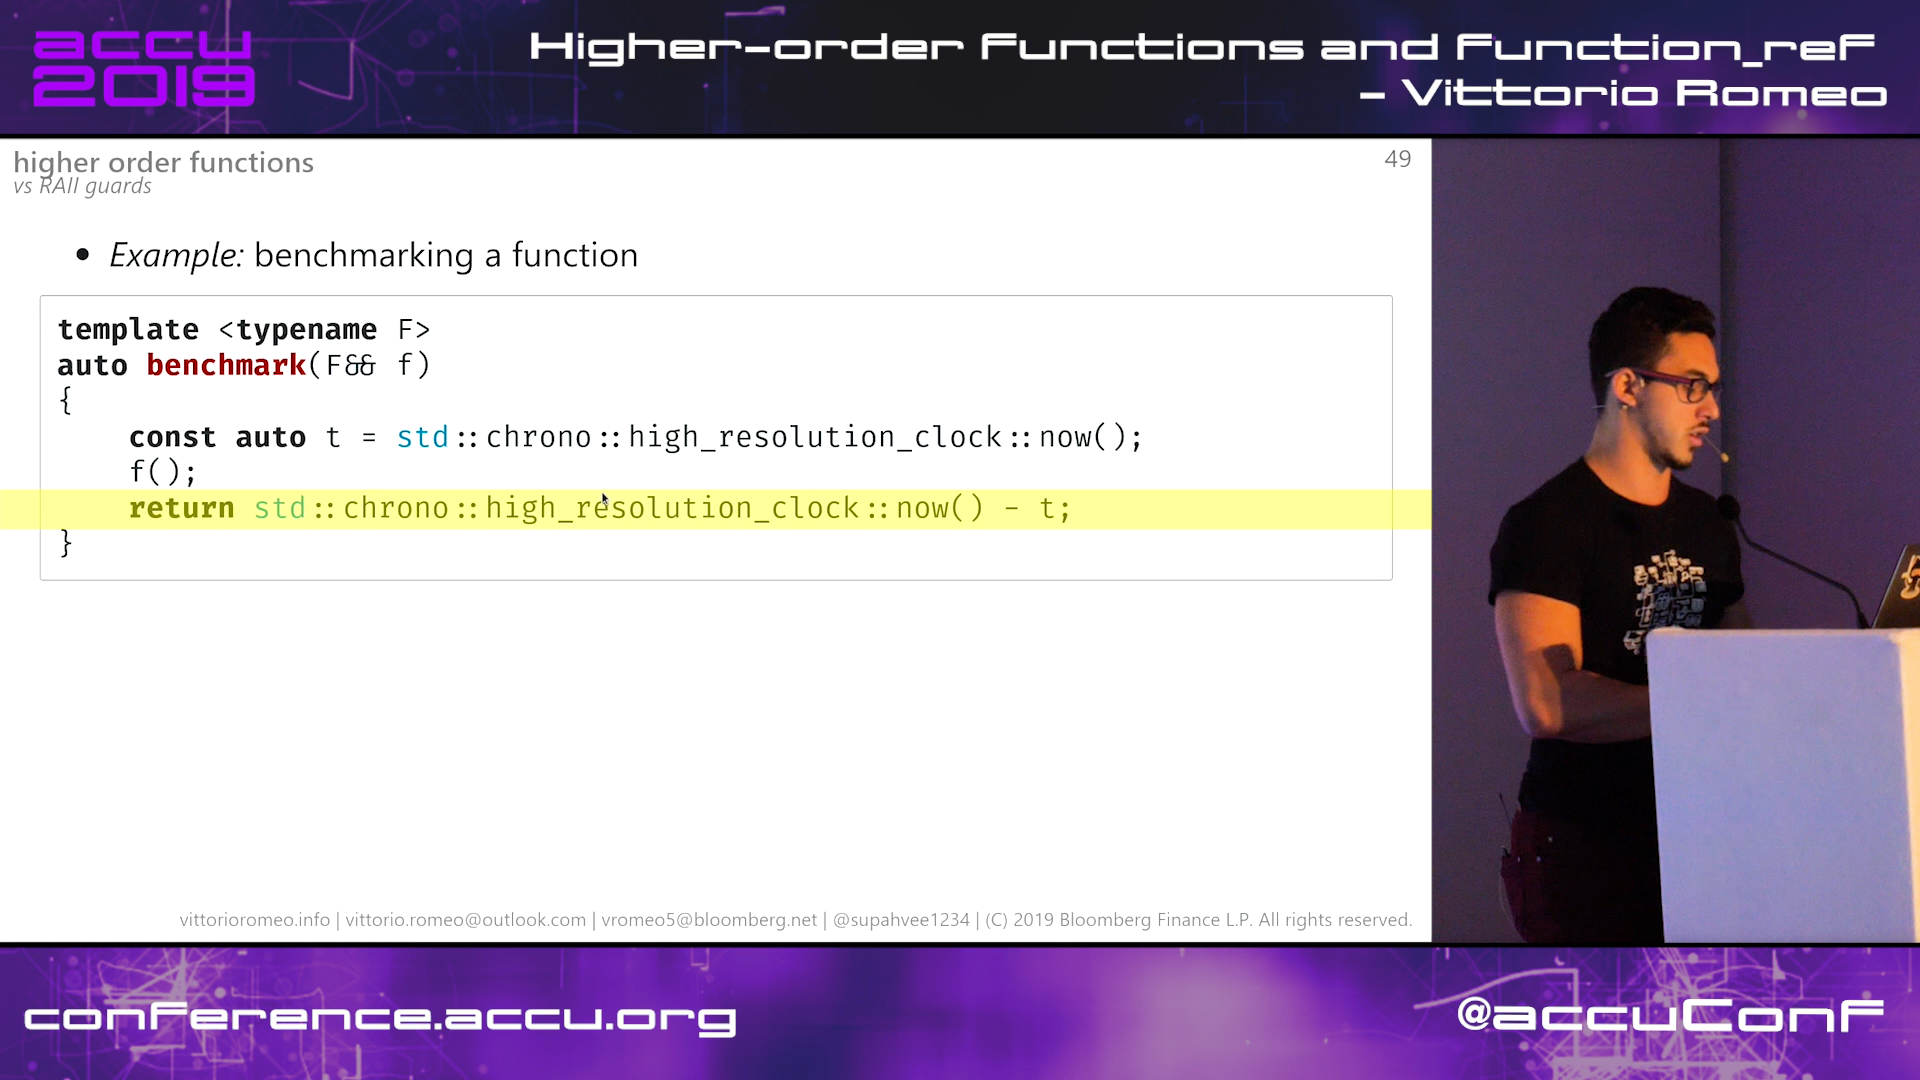 accu
2019
Higher-order Functions and Function_ref
- Vittorio Romeo
higher order functions
vs RAII guards
49
• Example: benchmarking a function
template <typename F>
auto benchmark(F&& f)
{
const auto t = std::chrono::high_resolution_clock::now();
f();
return std::chrono::high_resolution_clock::now() - t;
}
vittorioromeo.info | vittorio.romeo@outlook.com | vromeo5@bloomberg.net | @supahvee1234 | (C) 2019 Bloomberg Finance L.P. All rights reserved.
conference.accu.org
@accuConf